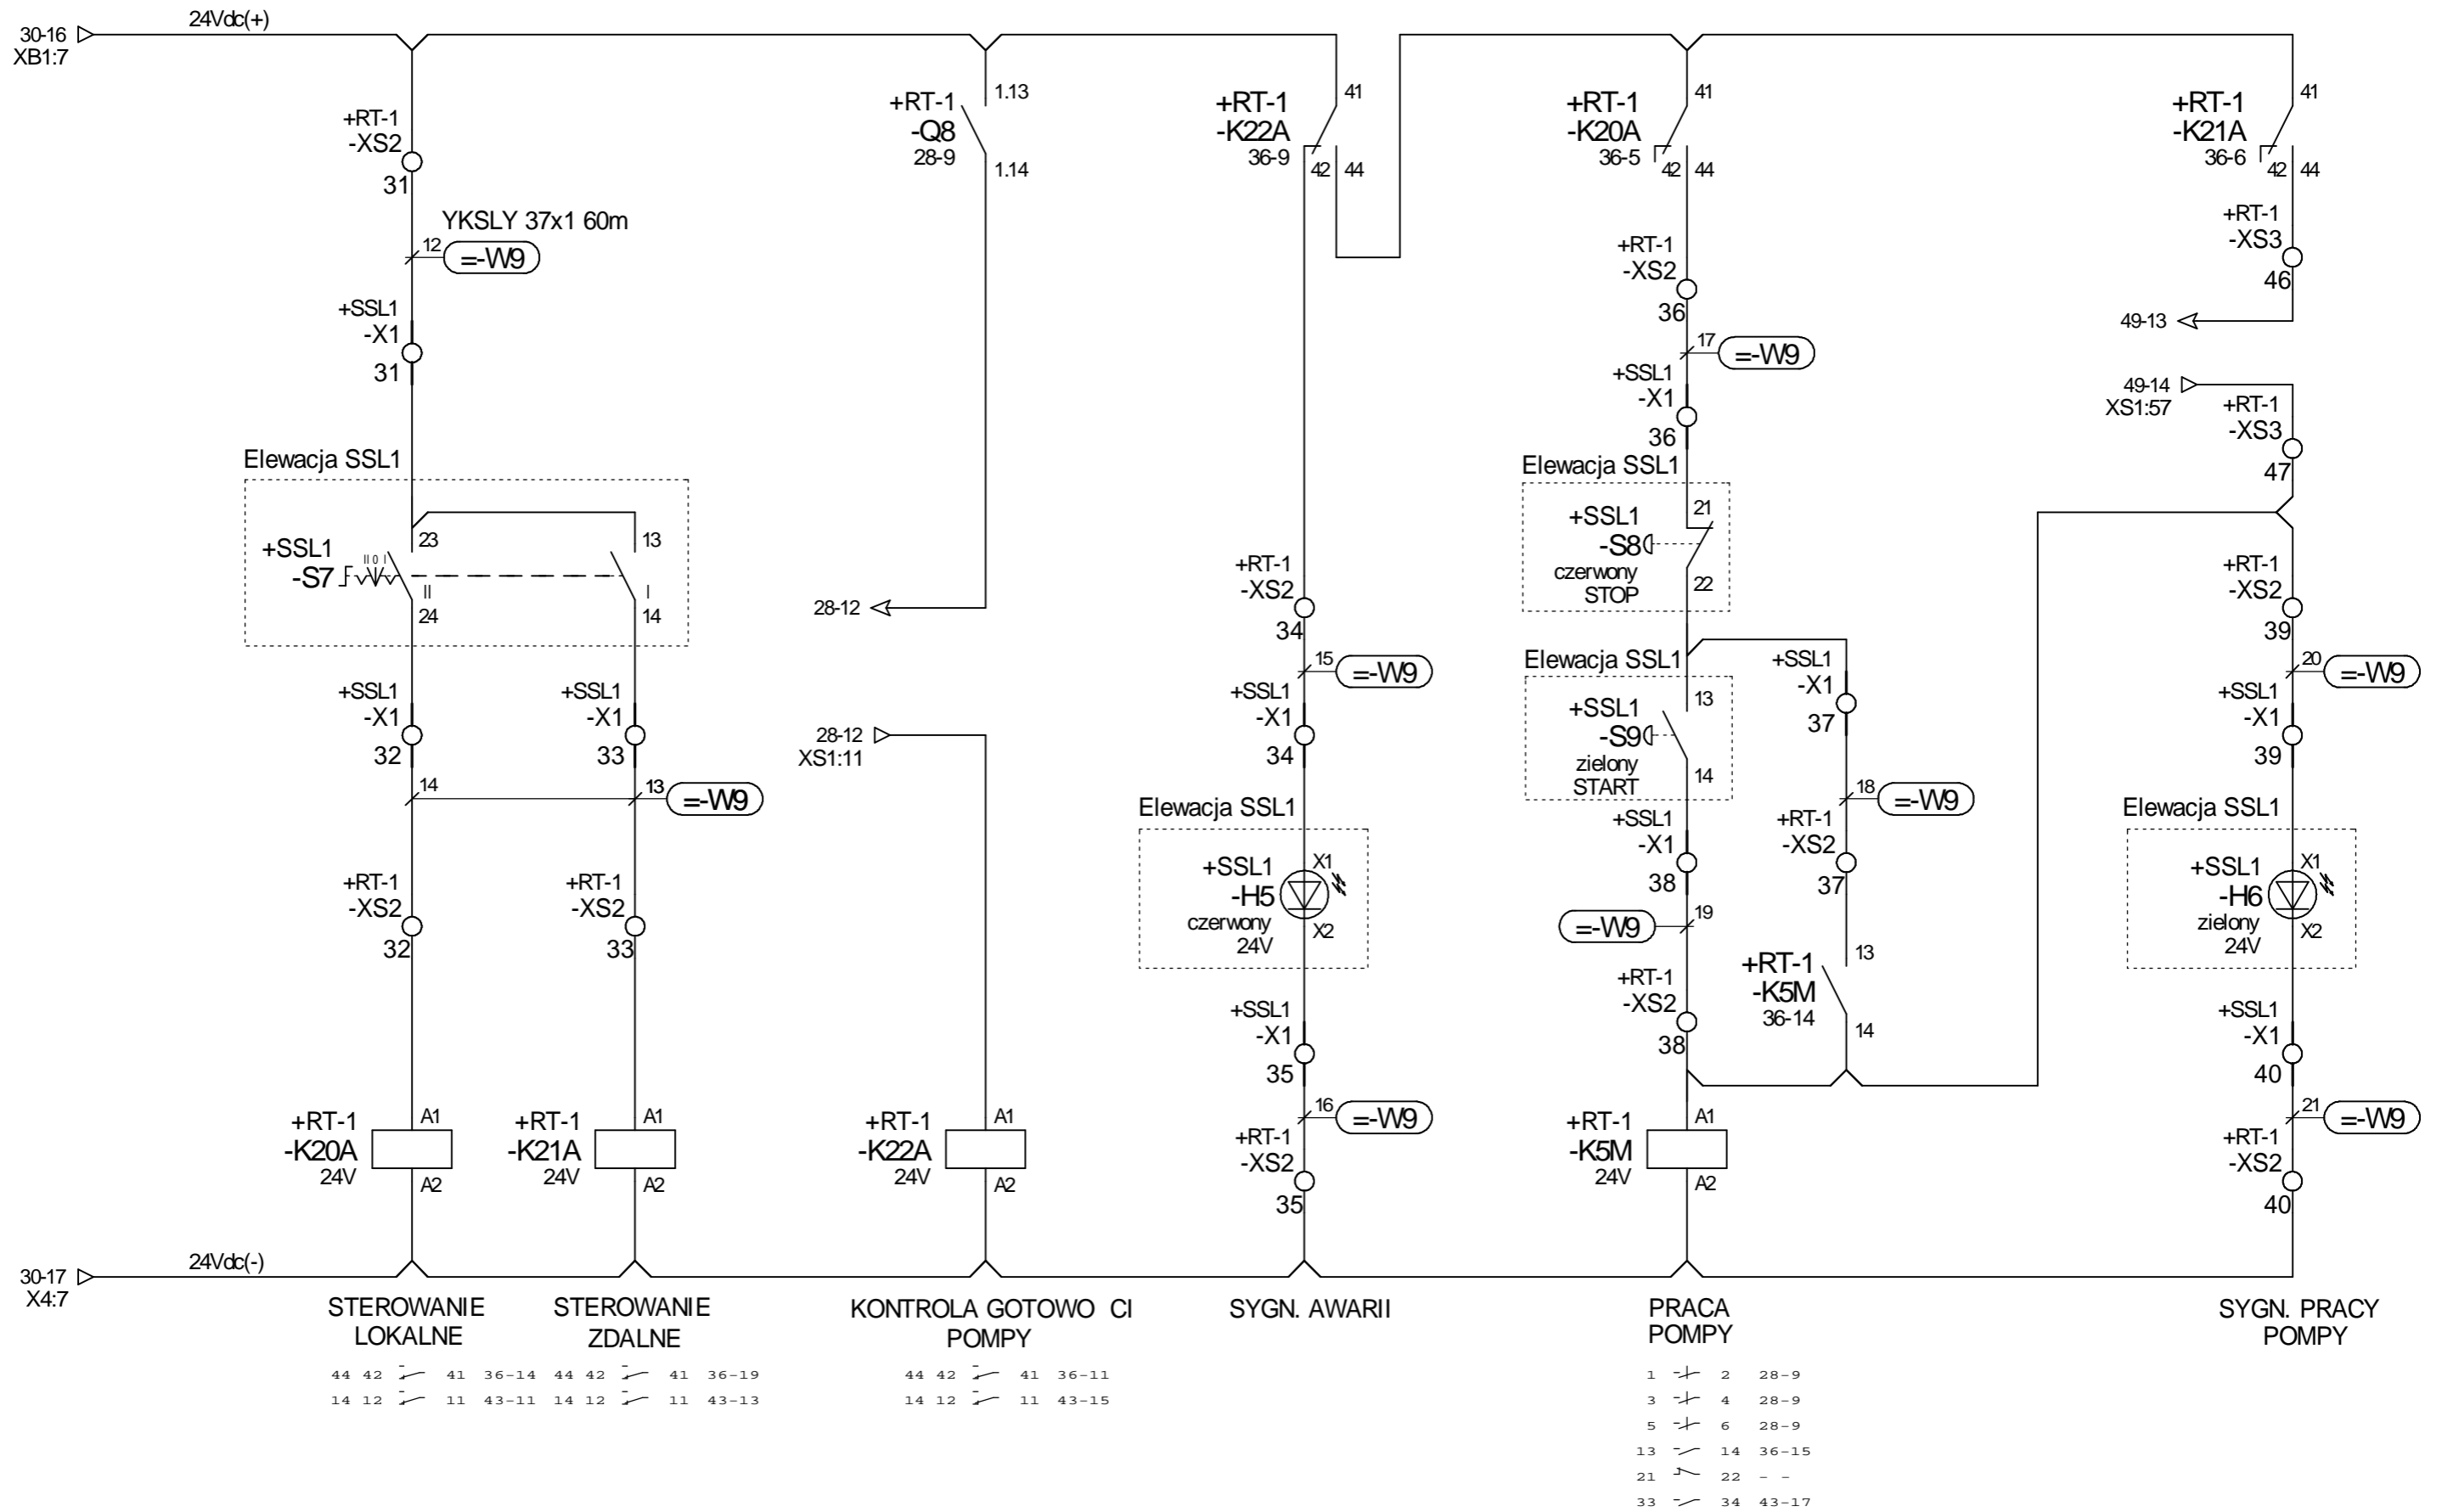 24Vdc(+)
30-16
XB1:7
+RT-1
-XS2
31
YKSLY 37x1 60m
12
=-W9
+SSL1
-X1
31
Elewacja SSL1
+SSL1
-S7
II 0 I
23
II
24
13
I
14
+SSL1
-X1
32
+SSL1
-X1
33
14
13
=-W9
+RT-1
-XS2
32
+RT-1
-XS2
33
+RT-1
-K20A
24V
A1
A2
+RT-1
-K21A
24V
A1
A2
+RT-1
-Q8
28-9
1.13
1.14
28-12
28-12
XS1:11
+RT-1
-K22A
24V
A1
A2
+RT-1
-K22A
36-9
41
42
44
+RT-1
-XS2
34
15
=-W9
+SSL1
-X1
34
Elewacja SSL1
+SSL1
-H5
czerwony
24V
X1
X2
+SSL1
-X1
35
16
=-W9
+RT-1
-XS2
35
+RT-1
-K20A
36-5
41
42
44
+RT-1
-XS2
36
17
=-W9
+SSL1
-X1
36
Elewacja SSL1
+SSL1
-S8
czerwony
STOP
21
22
Elewacja SSL1
+SSL1
-S9
zielony
START
13
14
+SSL1
-X1
37
18
=-W9
+RT-1
-XS2
37
+SSL1
-X1
38
19
=-W9
+RT-1
-XS2
38
+RT-1
-K5M
36-14
13
14
+RT-1
-K5M
24V
A1
A2
+RT-1
-K21A
36-6
41
42
44
+RT-1
-XS3
46
49-13
49-14
XS1:57
+RT-1
-XS3
47
+RT-1
-XS2
39
20
=-W9
+SSL1
-X1
39
Elewacja SSL1
+SSL1
-H6
zielony
24V
X1
X2
+SSL1
-X1
40
21
=-W9
+RT-1
-XS2
40
24Vdc(-)
30-17
X4:7
STEROWANIE
LOKALNE
STEROWANIE
ZDALNE
KONTROLA GOTOWO CI
POMPY
SYGN. AWARII
PRACA
POMPY
SYGN. PRACY
POMPY
44 42 41 36-14
14 12 11 43-11
44 42 41 36-19
14 12 11 43-13
44 42 41 36-11
14 12 11 43-15
1 2 28-9
3 4 28-9
5 6 28-9
13 14 36-15
21 22 - -
33 34 43-17